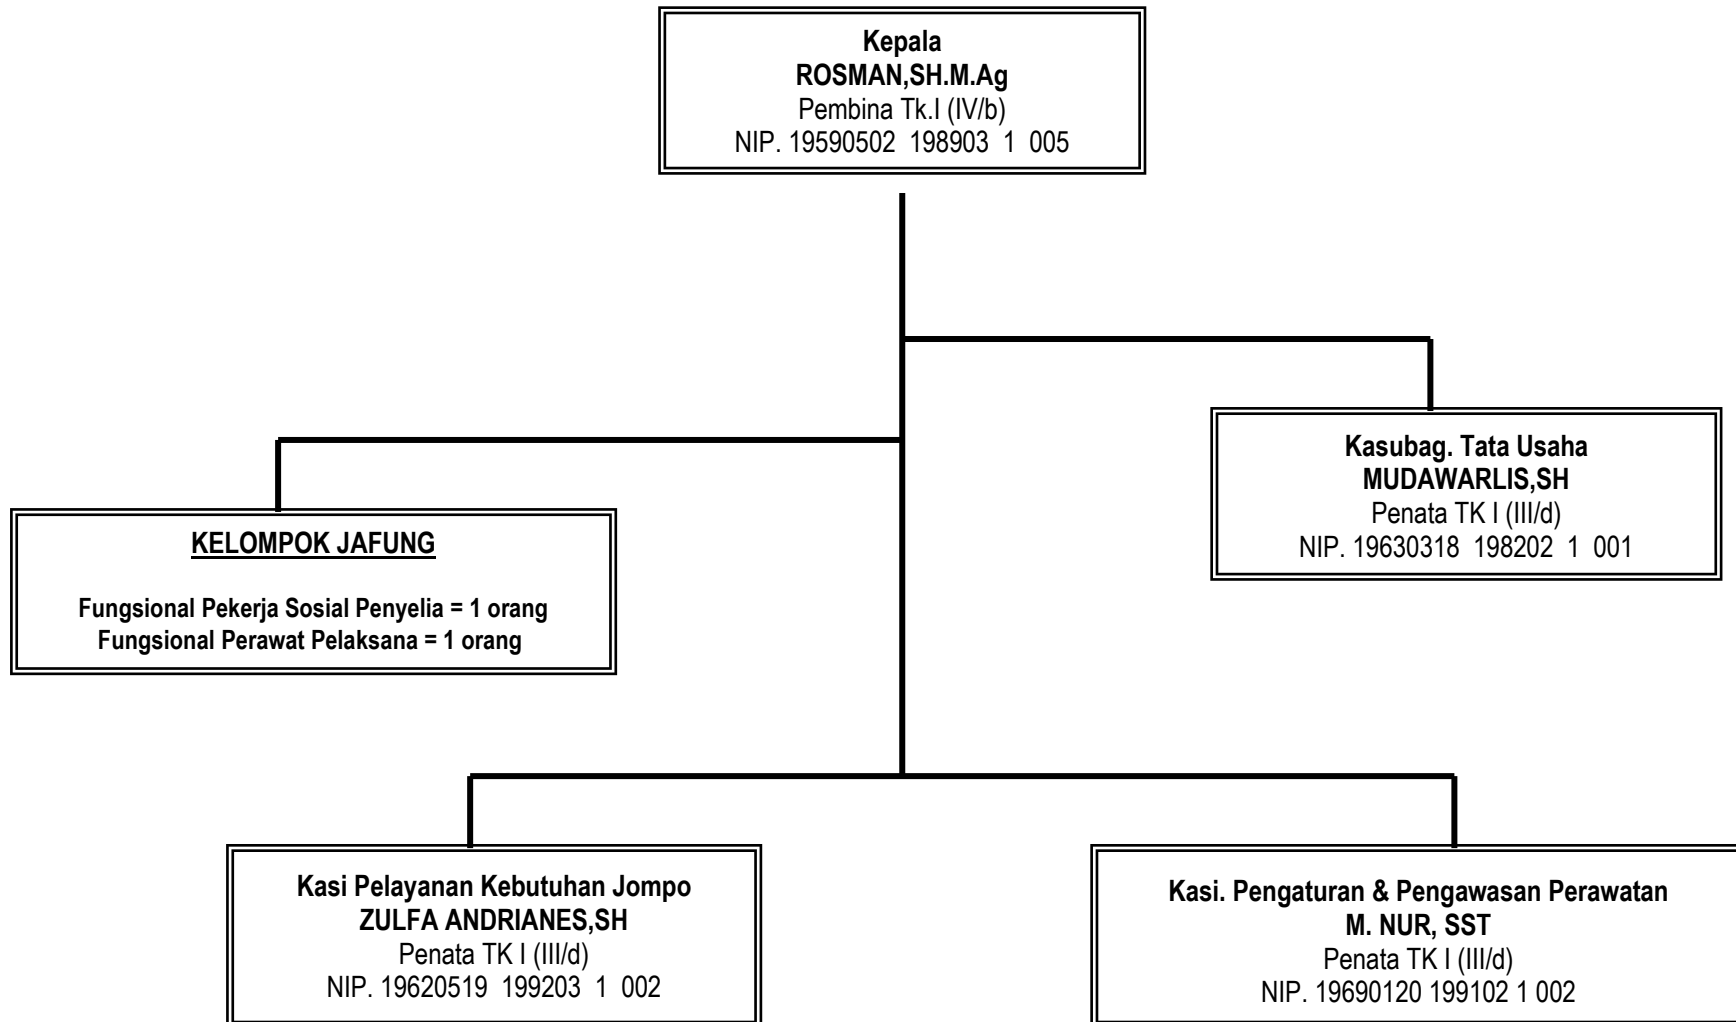 Kepala
ROSMAN,SH.M.Ag
Pembina Tk.I (IV/b)
NIP. 19590502 198903 1 005
Kasubag. Tata Usaha
MUDAWARLIS,SH
Penata TK I (III/d)
NIP. 19630318 198202 1 001
KELOMPOK JAFUNG
Fungsional Pekerja Sosial Penyelia = 1 orang
Fungsional Perawat Pelaksana = 1 orang
Kasi Pelayanan Kebutuhan Jompo
ZULFA ANDRIANES,SH
Penata TK I (III/d)
NIP. 19620519 199203 1 002
Kasi. Pengaturan & Pengawasan Perawatan
M. NUR, SST
Penata TK I (III/d)
NIP. 19690120 199102 1 002